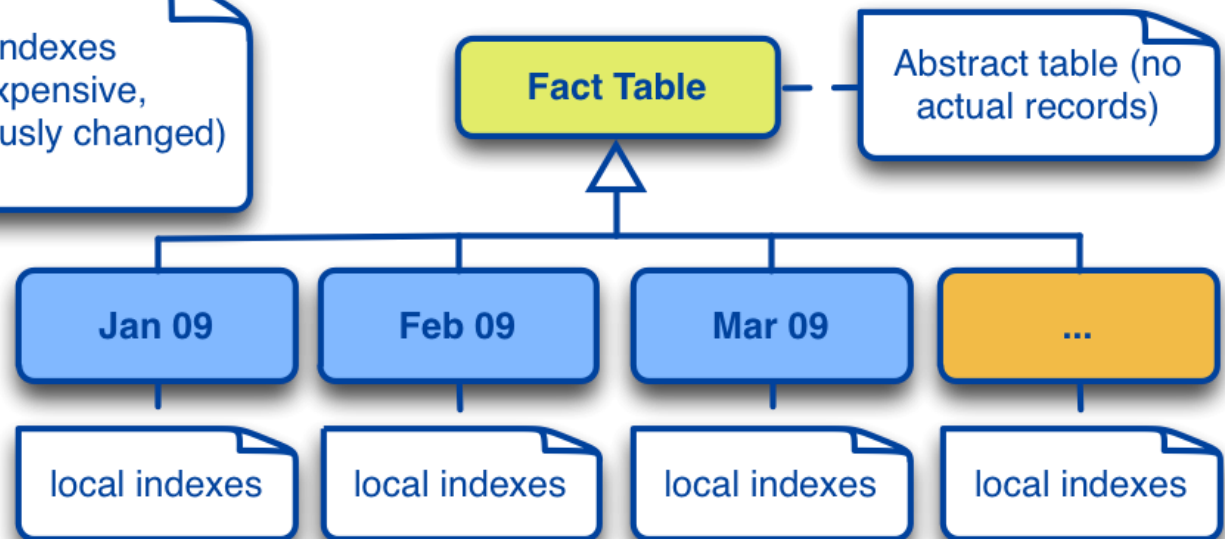 ndexes
xpensive,
usly changed)
Fact Table
Abstract table (no
actual records)
Jan 09
Feb 09
Mar 09
...
local indexes
local indexes
local indexes
local indexes